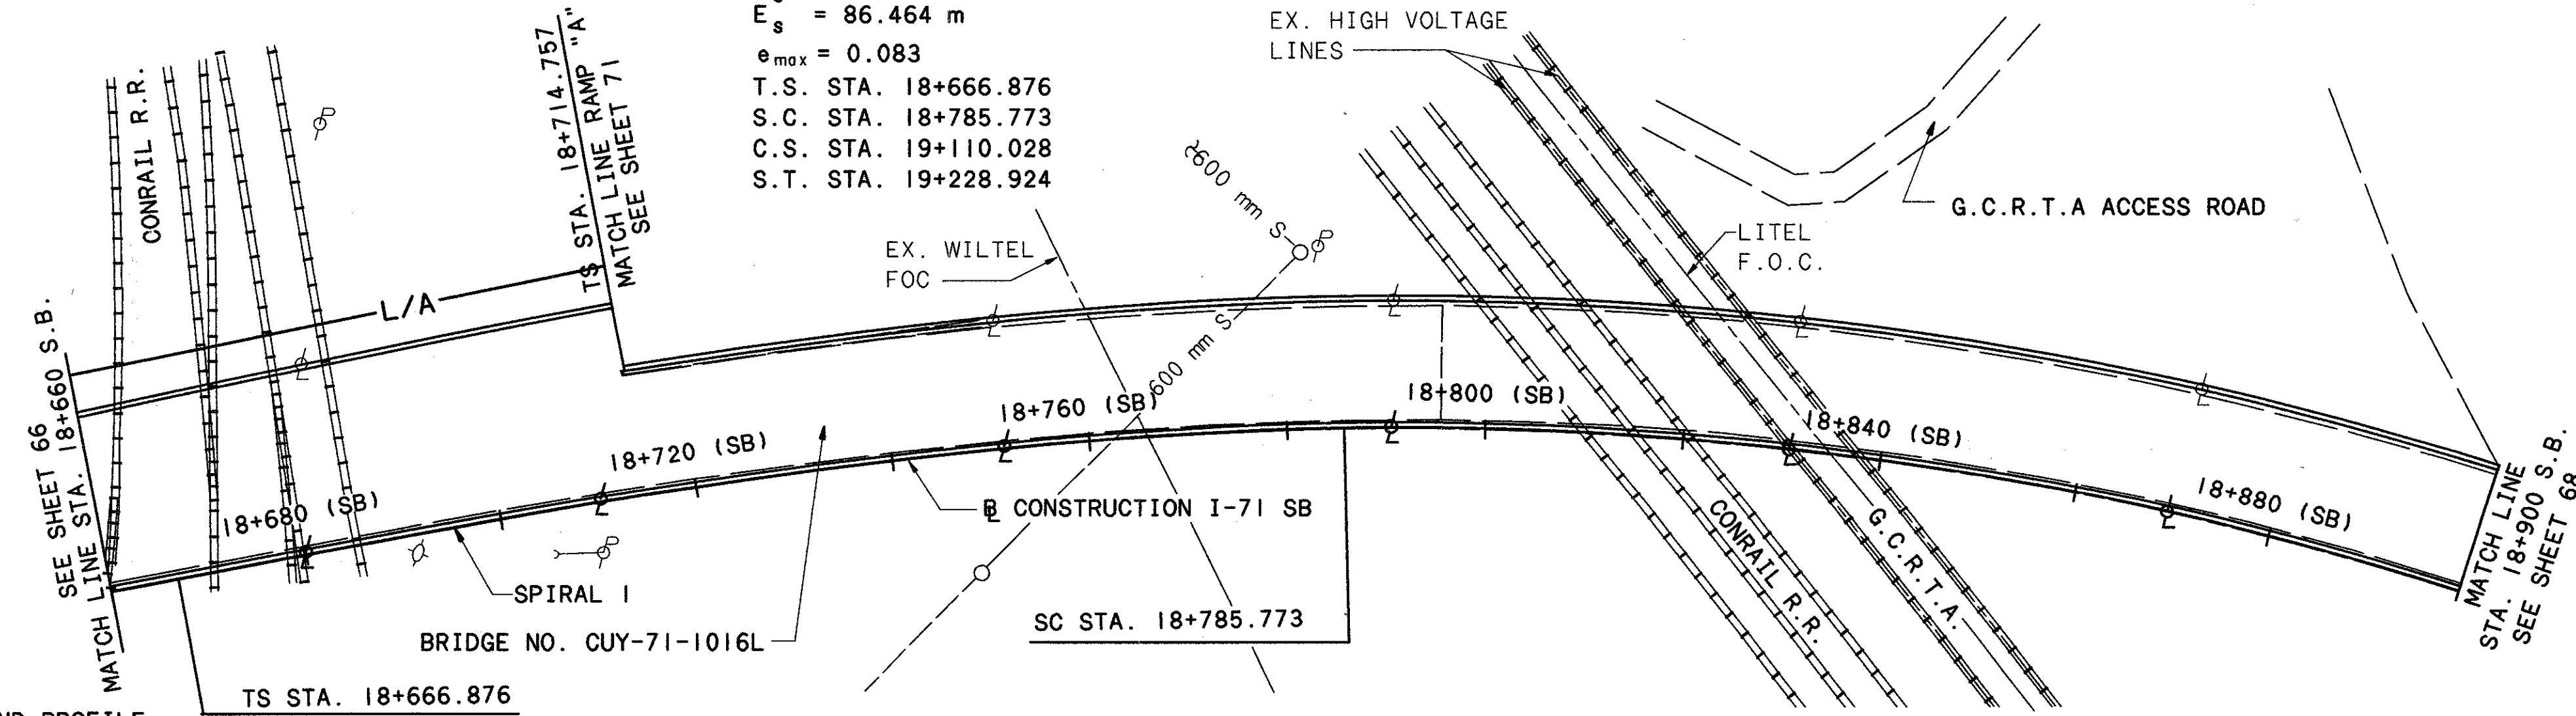 E s = 86.464 m
e max = 0.083
T.S. STA. 18+666.876
S.C. STA. 18+785.773
C.S. STA. 19+110.028
S.T. STA. 19+228.924
EX. HIGH VOLTAGE
LINES
CONRAIL R.R.
TS STA. 18+714.757
MATCH LINE RAMP "A"
SEE SHEET 71
600 mm S
G.C.R.T.A ACCESS ROAD
EX. WILTEL
FOC
LITEL
F.O.C.
L/A
SEE SHEET 66
MATCH LINE STA. 18+660 S.B.
600 mm S
18+680 (SB)
18+720 (SB)
18+760 (SB)
18+800 (SB)
18+840 (SB)
18+880 (SB)
B CONSTRUCTION I-71 SB
SPIRAL 1
BRIDGE NO. CUY-71-1016L
SC STA. 18+785.773
CONRAIL R.R.
G.C.R.T.A.
MATCH LINE
STA. 18+900 S.B.
SEE SHEET 68
TS STA. 18+666.876